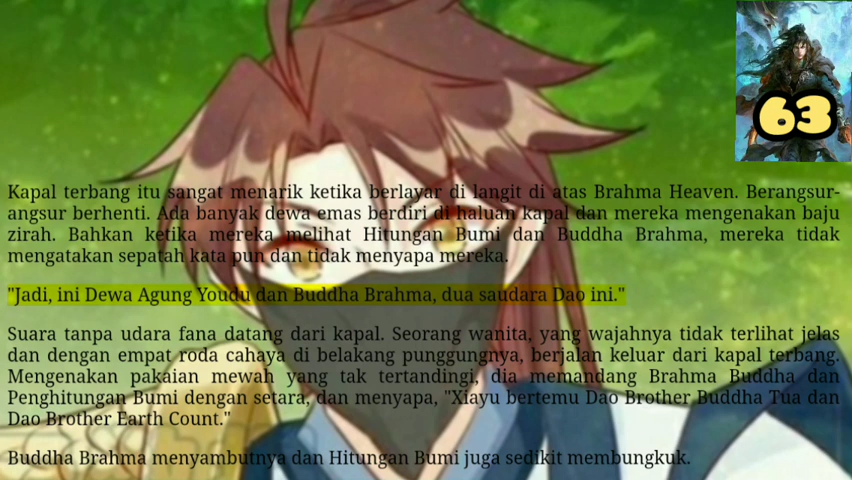 63
Kapal terbang itu sangat menarik ketika berlayar di langit di atas Brahma Heaven. Berangsur-
angsur berhenti. Ada banyak dewa emas berdiri di haluan kapal dan mereka mengenakan baju
zirah. Bahkan ketika mereka melihat Hitungan Bumi dan Buddha Brahma, mereka tidak
mengatakan sepatah kata pun dan tidak menyapa mereka.
"Jadi, ini Dewa Agung Youdu dan Buddha Brahma, dua saudara Dao ini."
Suara tanpa udara fana datang dari kapal. Seorang wanita, yang wajahnya tidak terlihat jelas
dan dengan empat roda cahaya di belakang punggungnya, berjalan keluar dari kapal terbang.
Mengenakan pakaian mewah yang tak tertandingi, dia memandang Brahma Buddha dan
Penghitungan Bumi dengan setara, dan menyapa, "Xiayu bertemu Dao Brother Buddha Tua dan
Dao Brother Earth Count."
Buddha Brahma menyambutnya dan Hitungan Bumi juga sedikit membungkuk.